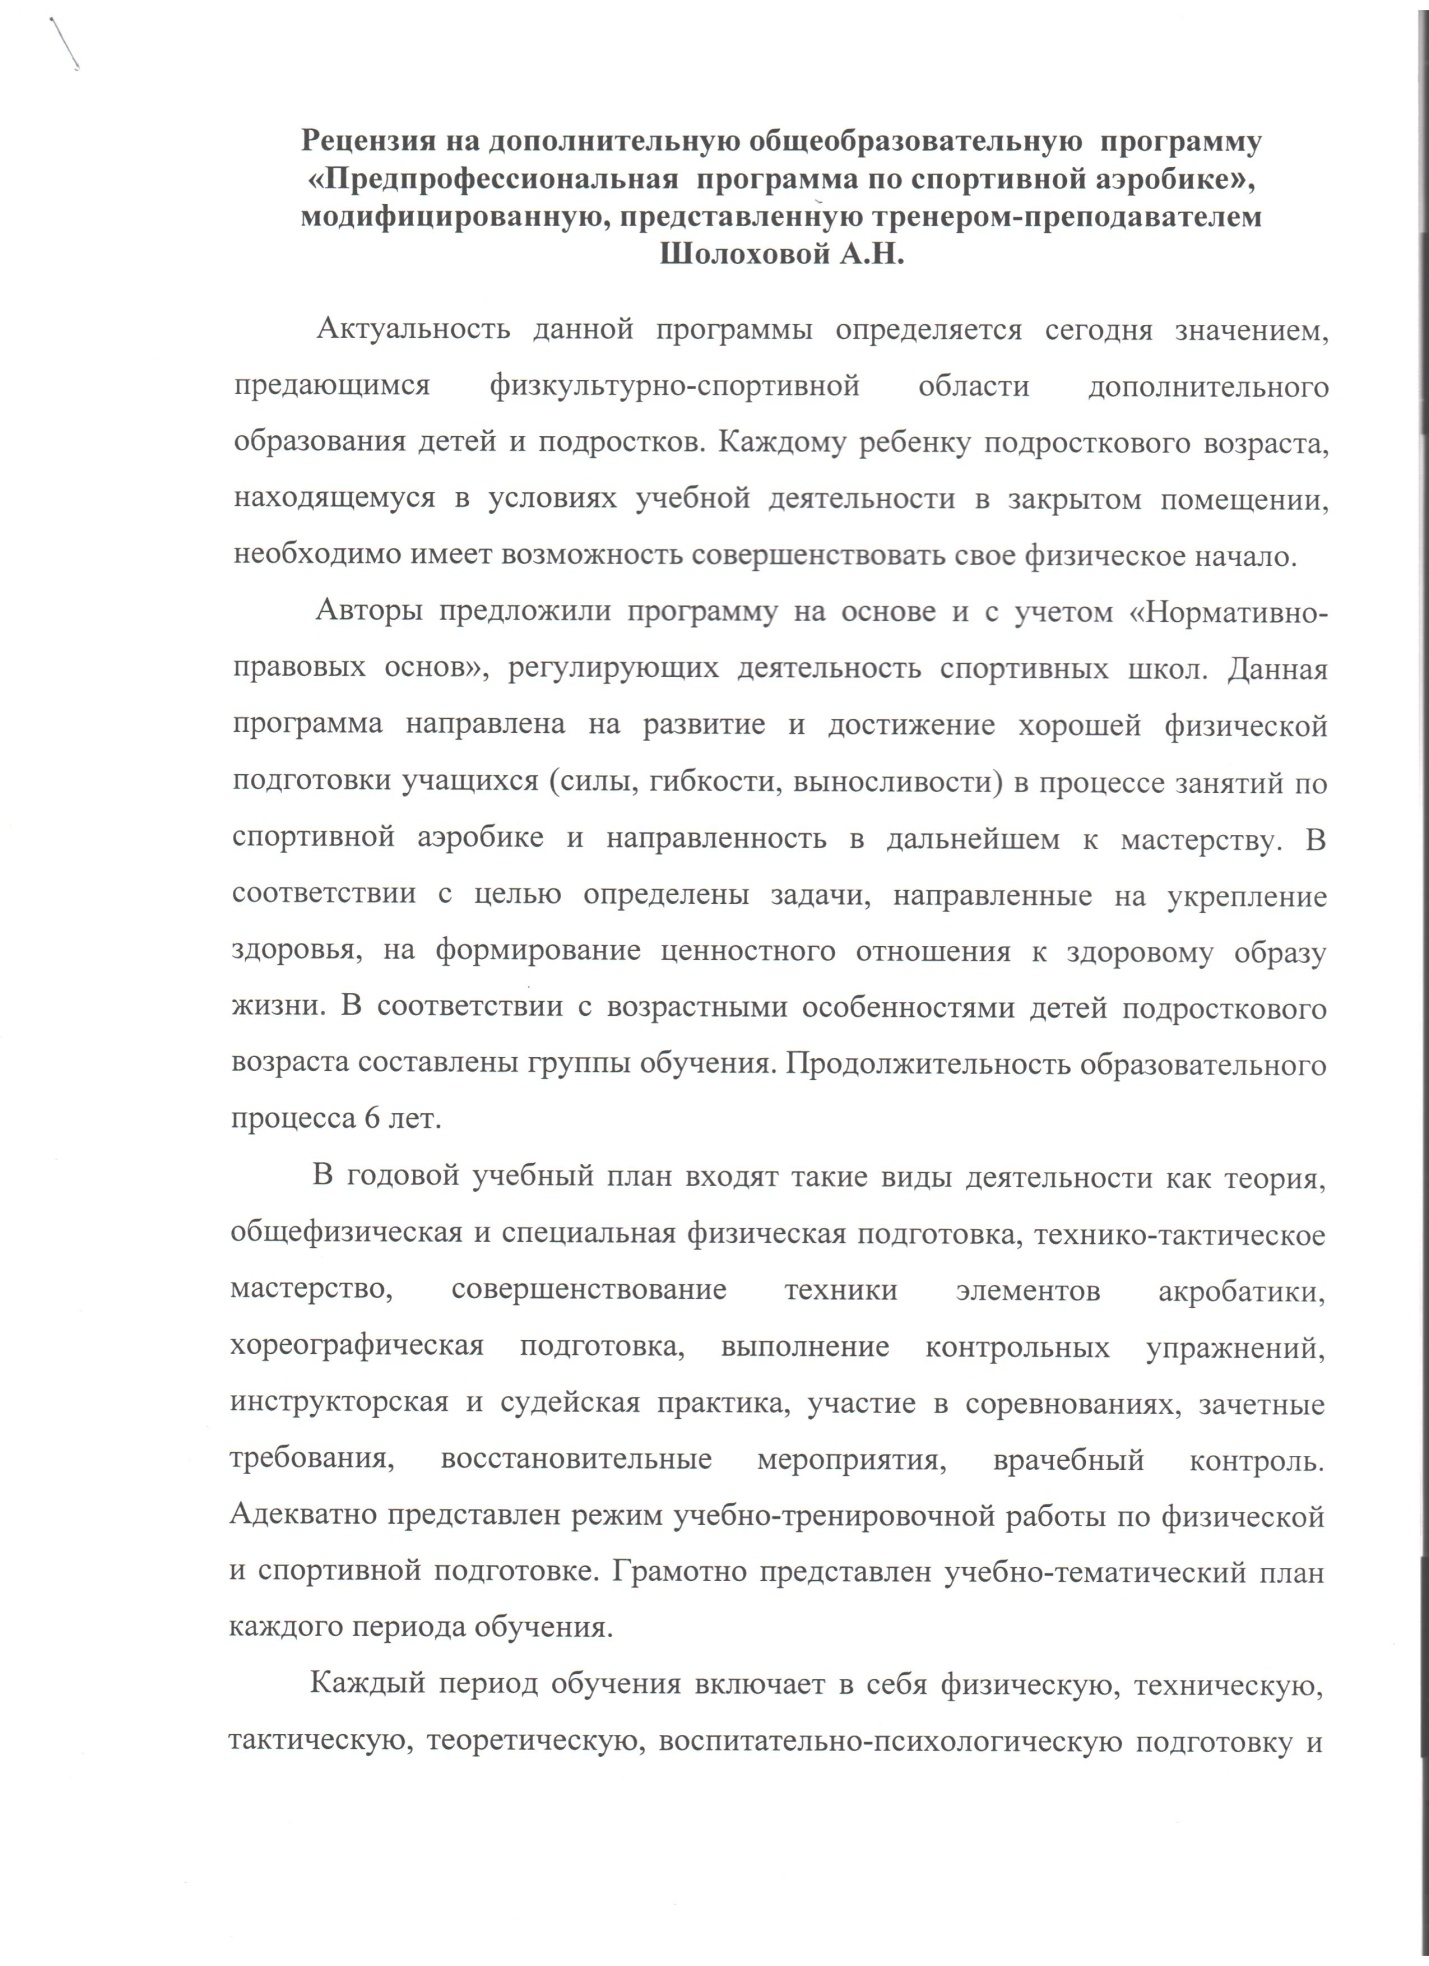 Рецензия на дополнительную общеобразовательную программу
«Предпрофессиональная программа по спортивной аэробике»,
модифицированную, представленную тренером-преподавателем
Шолоховой А.Н.
Актуальность данной программы определяется сегодня значением,
предающимся физкультурно-спортивной области дополнительного
образования детей и подростков. Каждому ребенку подросткового возраста,
находящемуся в условиях учебной деятельности в закрытом помещении,
необходимо имеет возможность совершенствовать свое физическое начало.
Авторы предложили программу на основе и с учетом «Нормативно-
правовых основ», регулирующих деятельность спортивных школ. Данная
программа направлена на развитие и достижение хорошей физической
подготовки учащихся (силы, гибкости, выносливости) в процессе занятий по
спортивной аэробике и направленность в дальнейшем к мастерству. В
соответствии с целью определены задачи, направленные на укрепление
здоровья, на формирование ценностного отношения к здоровому образу
жизни. В соответствии с возрастными особенностями детей подросткового
возраста составлены группы обучения. Продолжительность образовательного
процесса 6 лет.
В годовой учебный план входят такие виды деятельности как теория,
общефизическая и специальная физическая подготовка, технико-тактическое
мастерство, совершенствование техники элементов акробатики,
хореографическая подготовка, выполнение контрольных упражнений,
инструкторская и судейская практика, участие в соревнованиях, зачетные
требования, восстановительные мероприятия, врачебный контроль.
Адекватно представлен режим учебно-тренировочной работы по физической
и спортивной подготовке. Грамотно представлен учебно-тематический план
каждого периода обучения.
Каждый период обучения включает в себя физическую, техническую,
тактическую, теоретическую, воспитательно-психологическую подготовку и